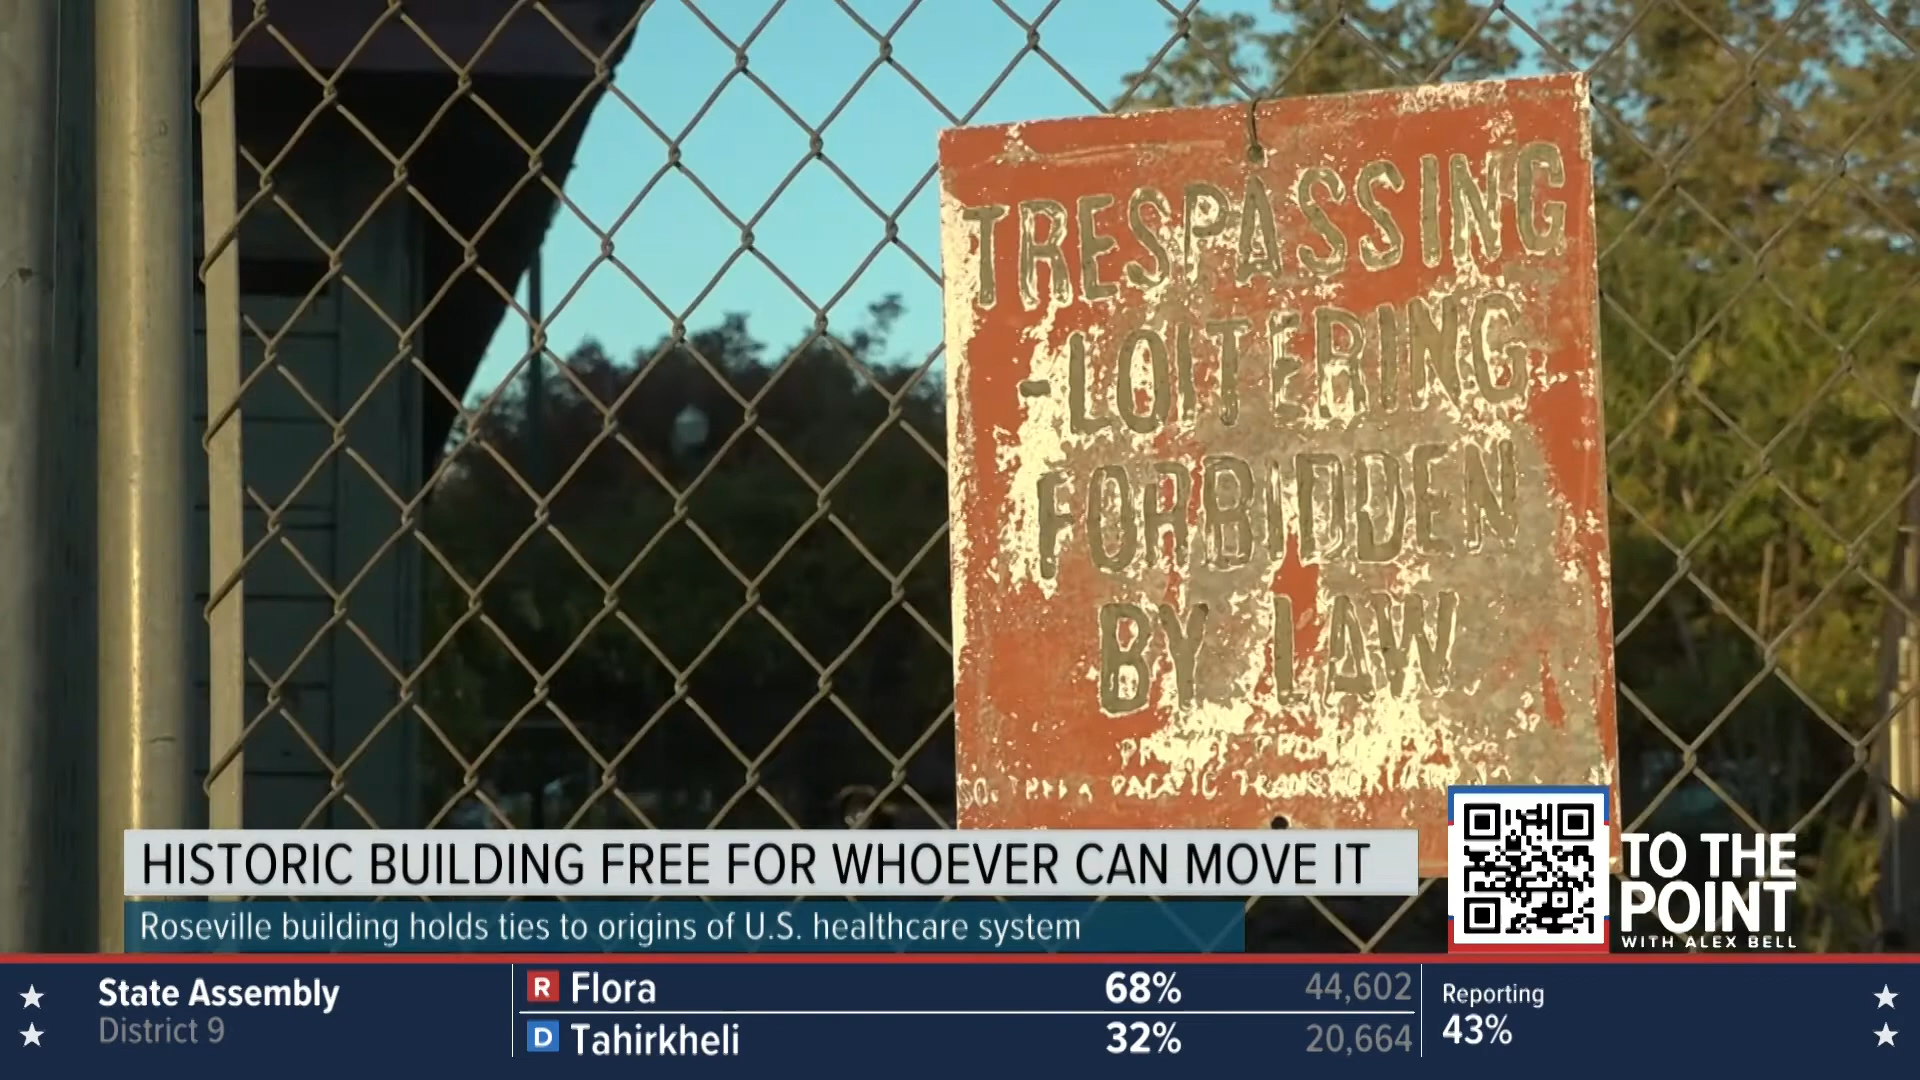 TRESPASSING
-LOITERING
FORBIDDEN
BY LAW
PACIFIC
HISTORIC BUILDING FREE FOR WHOEVER CAN MOVE IT
Roseville building holds ties to origins of U.S. healthcare system
TO THE
POINT
WITH ALEX BELL
State Assembly
District 9
R Flora 68% 44,602
D Tahirkheli 32% 20,664
Reporting
43%